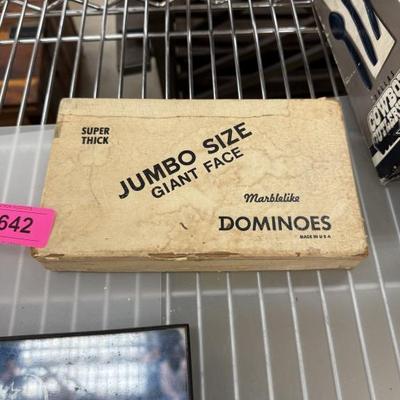 SUPER
THICK
JUMBO SIZE
GIANT FACE
Marblelike
DOMINOES
MADE IN U S A
642